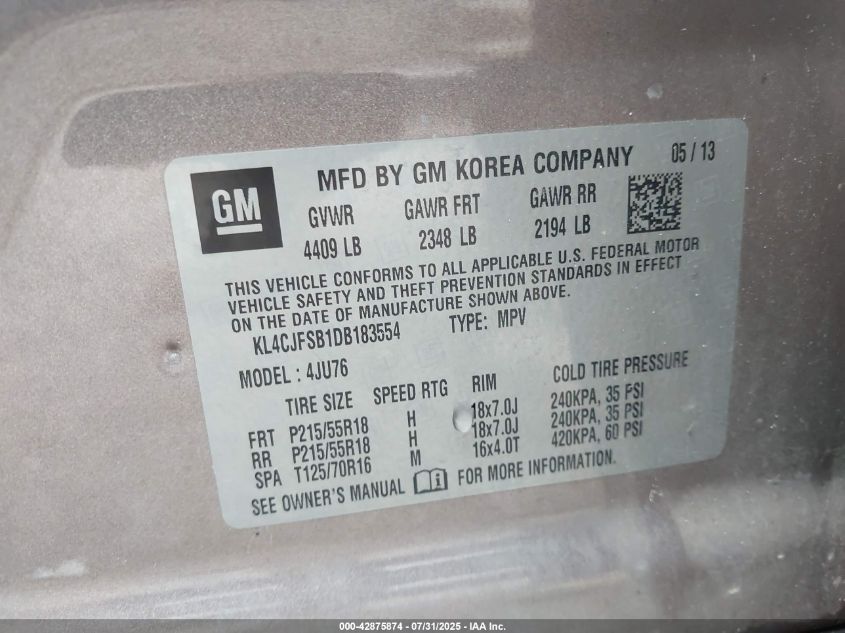 GM
MFD BY GM KOREA COMPANY 05 / 13
GVWR GAWR FRT GAWR RR
4409 LB 2348 LB 2194 LB
THIS VEHICLE CONFORMS TO ALL APPLICABLE U.S. FEDERAL MOTOR
VEHICLE SAFETY AND THEFT PREVENTION STANDARDS IN EFFECT
ON THE DATE OF MANUFACTURE SHOWN ABOVE.
KL4CJFSB1DB183554 TYPE: MPV
MODEL : 4JU76
TIRE SIZE SPEED RTG RIM COLD TIRE PRESSURE
FRT P215/55R18 H 18x7.0J 240KPA, 35 PSI
RR P215/55R18 H 18x7.0J 240KPA, 35 PSI
SPA T125/70R16 M 16x4.0T 420KPA, 60 PSI
SEE OWNER'S MANUAL i FOR MORE INFORMATION.
000-42875874 / 07/31/2025 - IAA Inc.